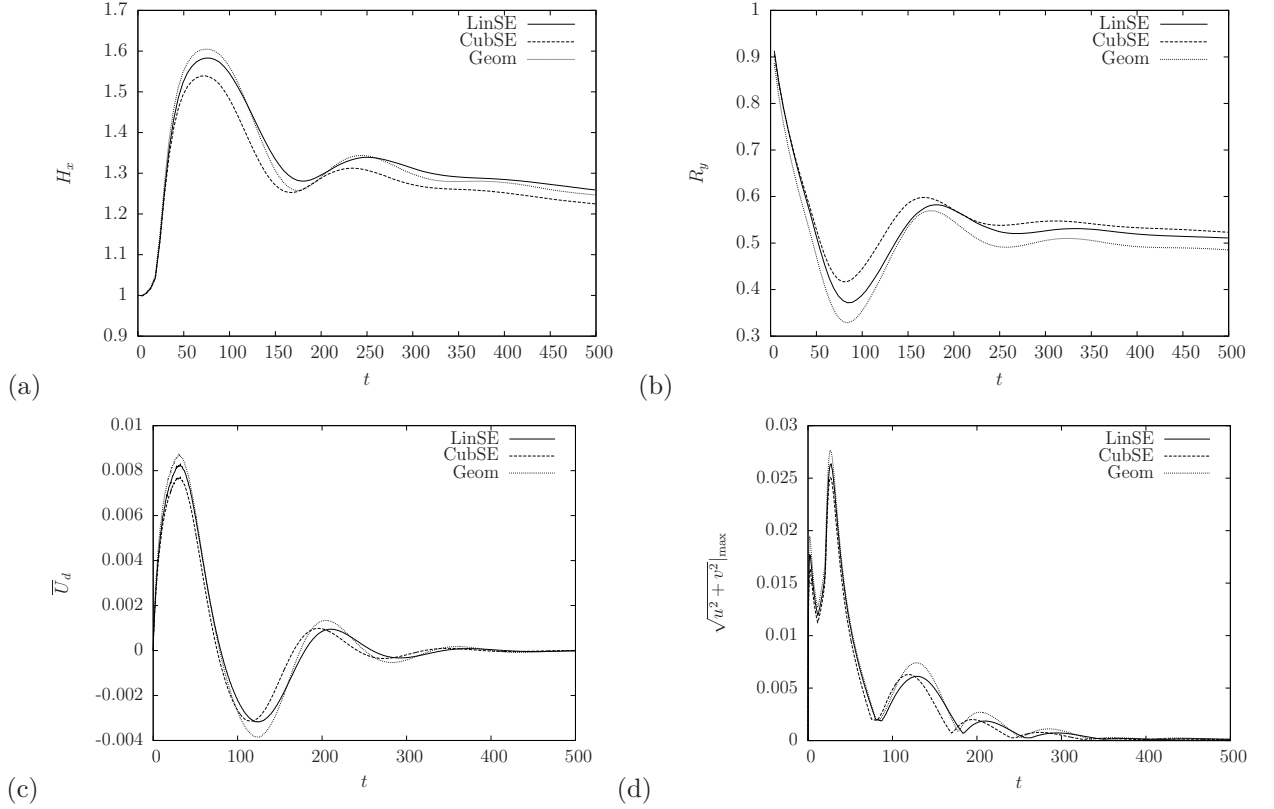 1.7
1.6
1.5
1.4
1.3
1.2
1.1
1
0.9
H_x
LinSE
CubSE
Geom
0 50 100 150 200 250 300 350 400 450 500
t
(a)
1
0.9
0.8
0.7
0.6
0.5
0.4
0.3
R_y
LinSE
CubSE
Geom
0 50 100 150 200 250 300 350 400 450 500
t
(b)
0.01
0.008
0.006
0.004
0.002
0
-0.002
-0.004
U̅_d
LinSE
CubSE
Geom
0 100 200 300 400 500
t
(c)
0.03
0.025
0.02
0.015
0.01
0.005
0
√(u² + v²)|max
LinSE
CubSE
Geom
0 100 200 300 400 500
t
(d)